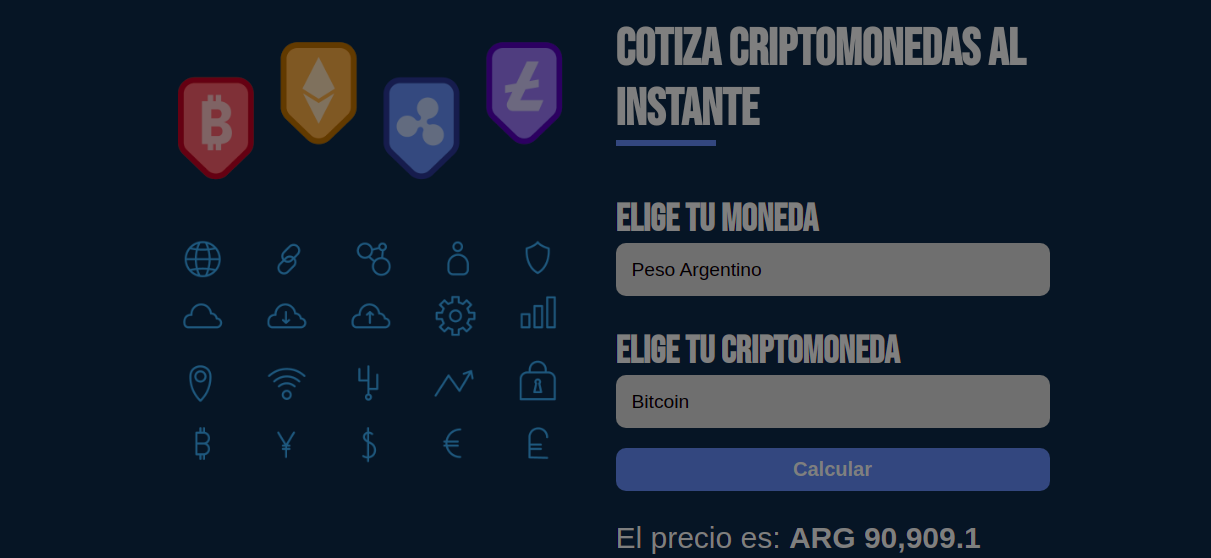 COTIZA CRIPTOMONEDAS AL
INSTANTE
ELIGE TU MONEDA
Peso Argentino
ELIGE TU CRIPTOMONEDA
Bitcoin
Calcular
El precio es: ARG 90,909.1